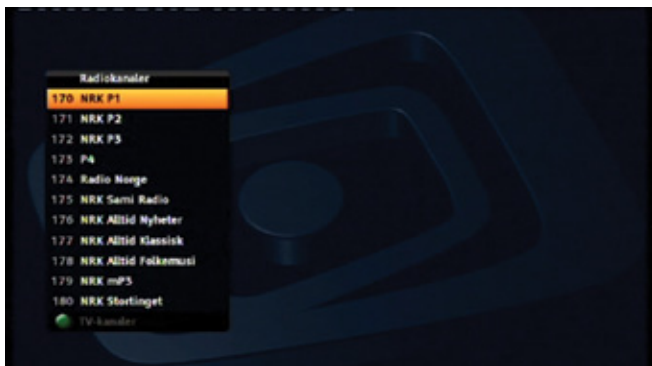 Radiokanaler
170 NRK P1
171 NRK P2
172 NRK P3
173 P4
174 Radio Norge
175 NRK Sami Radio
176 NRK Alltid Nyheter
177 NRK Alltid Klassisk
178 NRK Alltid Folkemusi
179 NRK mP3
180 NRK Stortinget
TV-kanaler